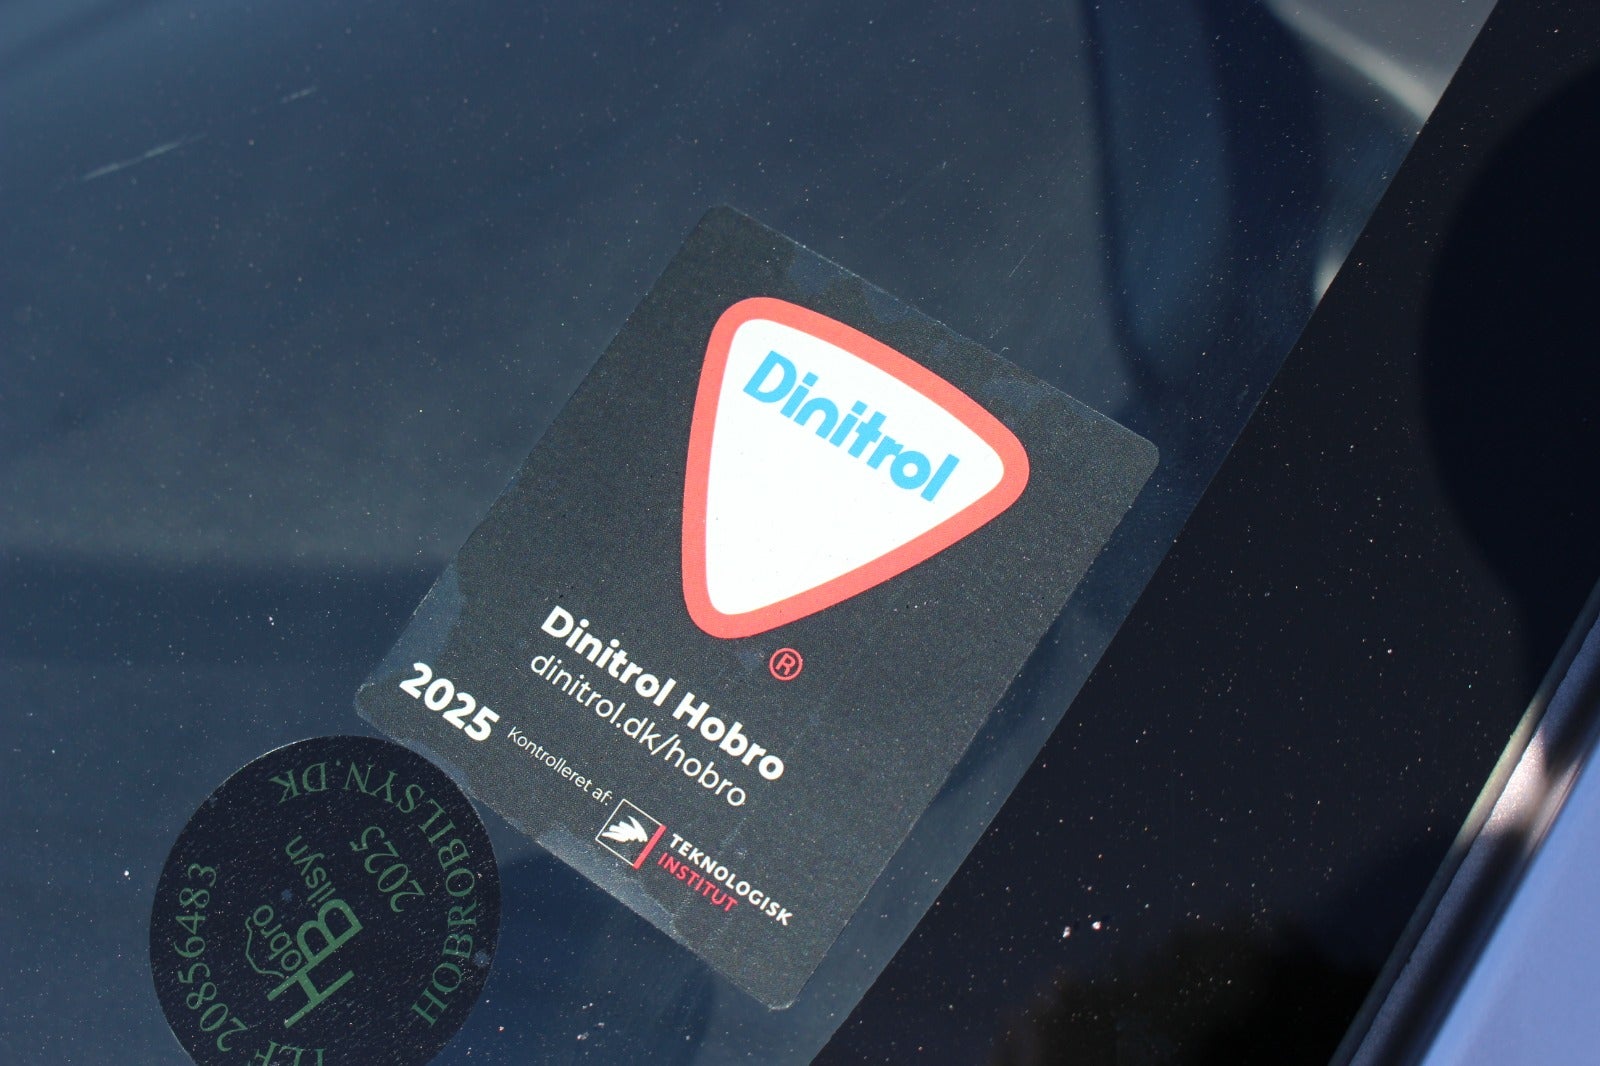 Dinitrol
®
Dinitrol Hobro
dinitrol.dk/hobro
2025
Kontrolleret af:
TEKNOLOGISK
INSTITUT
HOBROBILSYN.DK
2025
Hobro
Bilsyn
HB
TLF 20856483